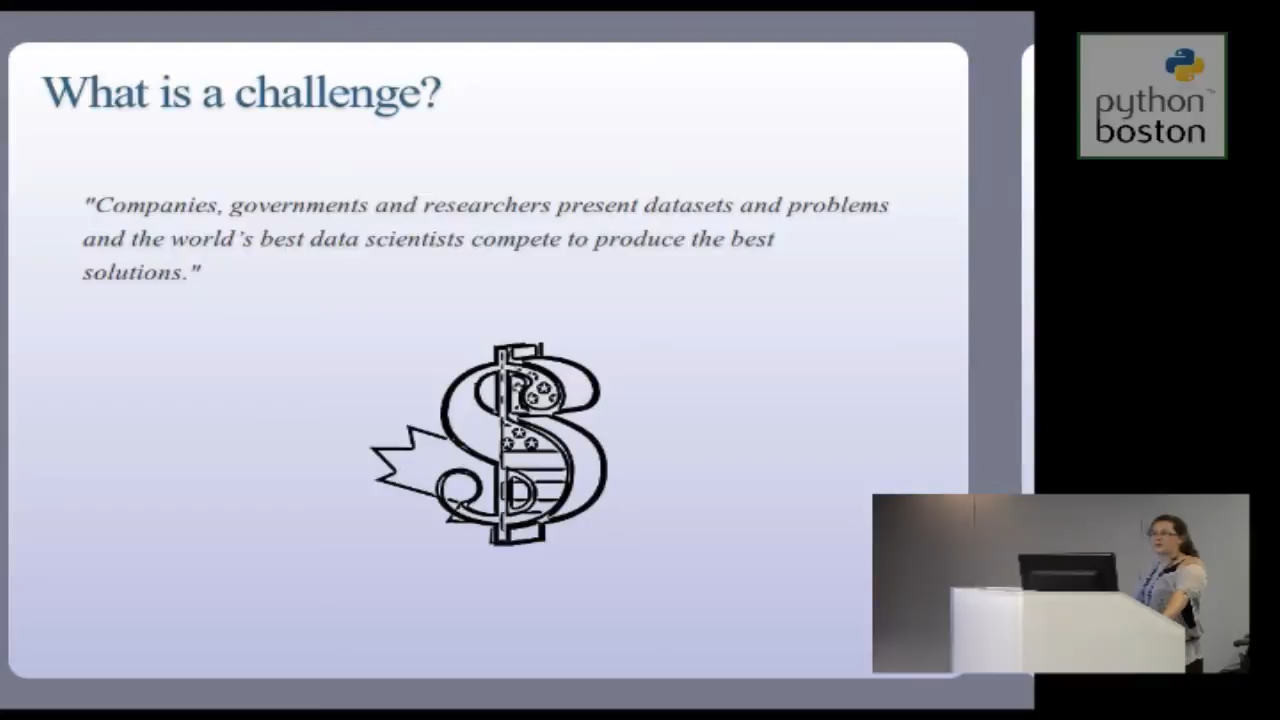 What is a challenge?
"Companies, governments and researchers present datasets and problems
and the world’s best data scientists compete to produce the best
solutions."
python™
boston